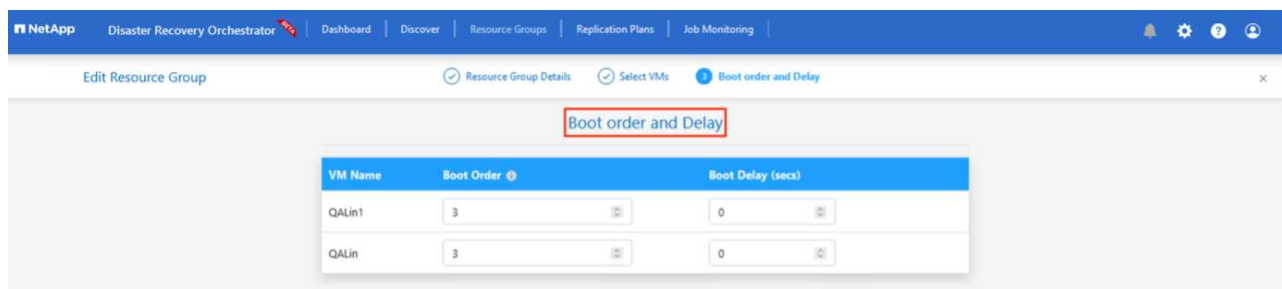 NetApp Disaster Recovery Orchestrator Dashboard Discover Resource Groups Replication Plans Job Monitoring
Edit Resource Group Resource Group Details Select VMs 3 Boot order and Delay
Boot order and Delay
VM Name Boot Order Boot Delay (secs)
QALin1 3 0
QALin 3 0